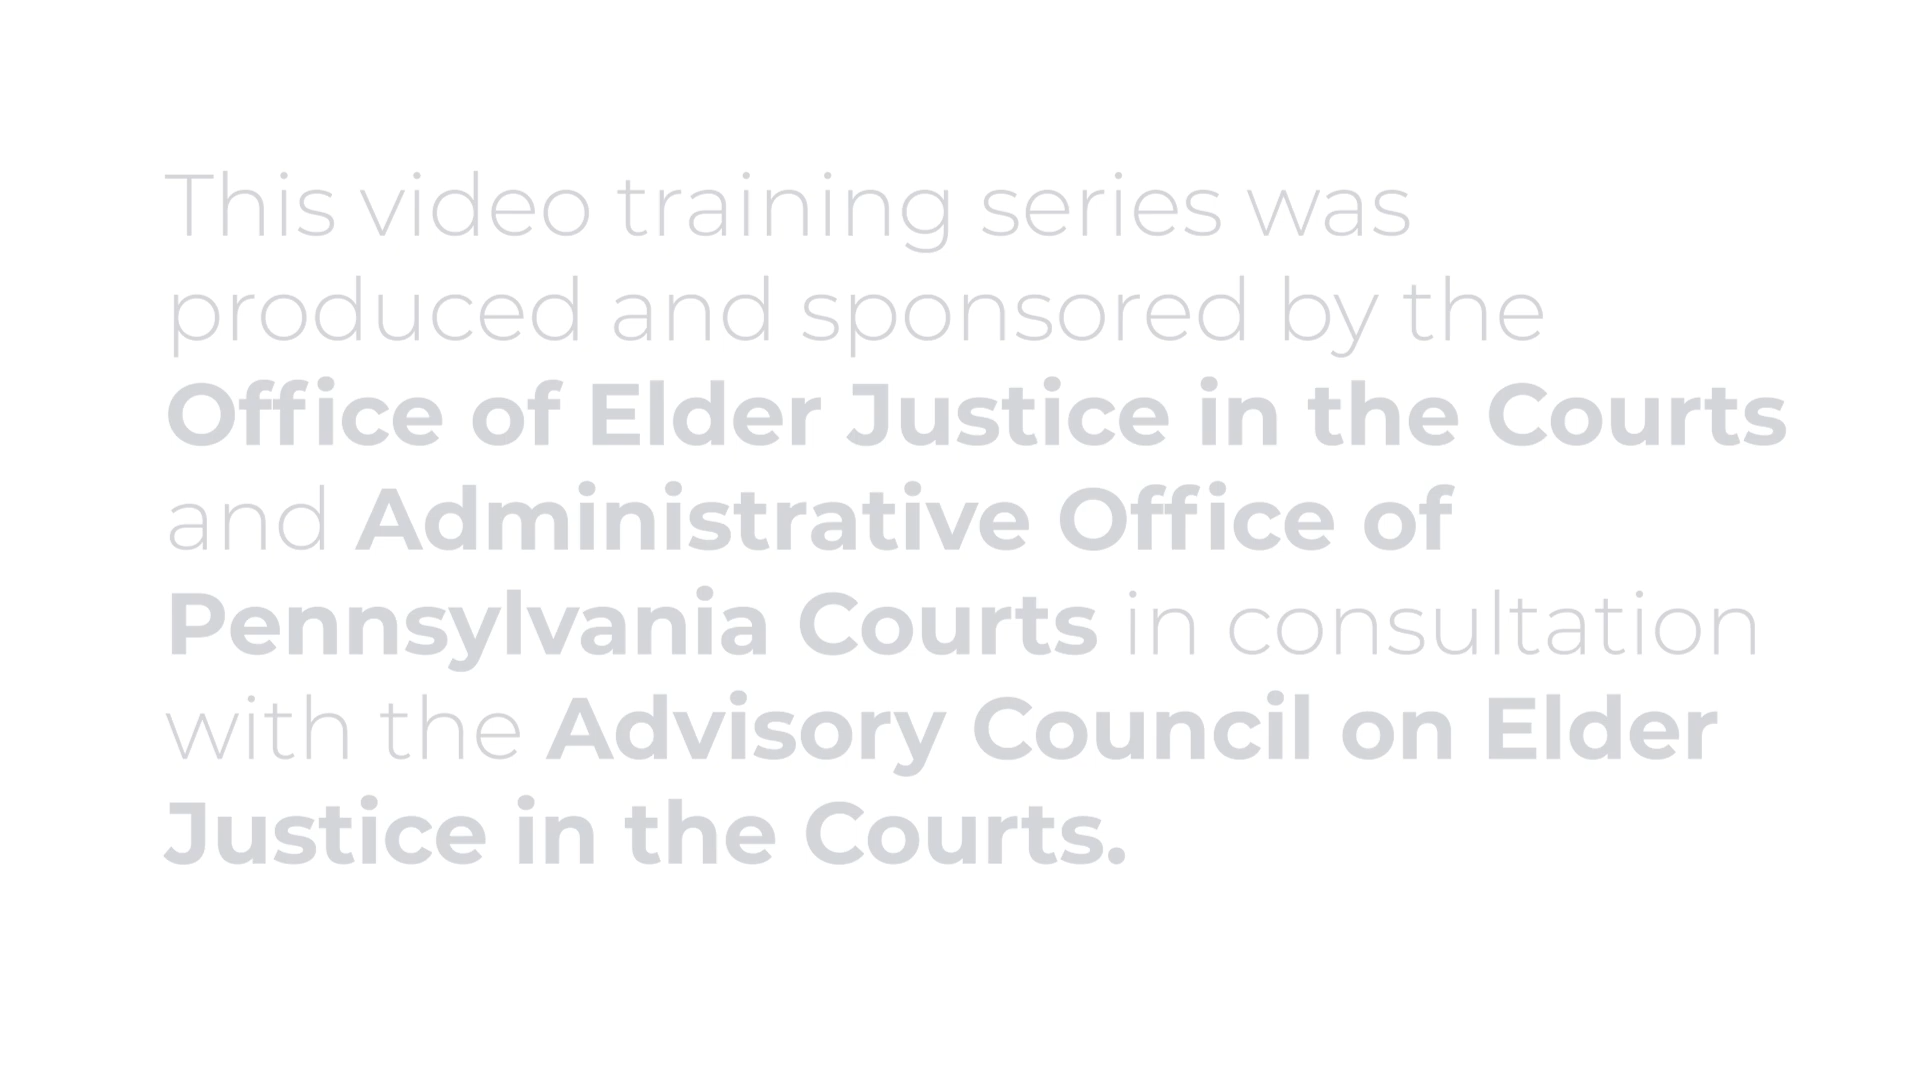 This video training series was
produced and sponsored by the
Office of Elder Justice in the Courts
and Administrative Office of
Pennsylvania Courts in consultation
with the Advisory Council on Elder
Justice in the Courts.